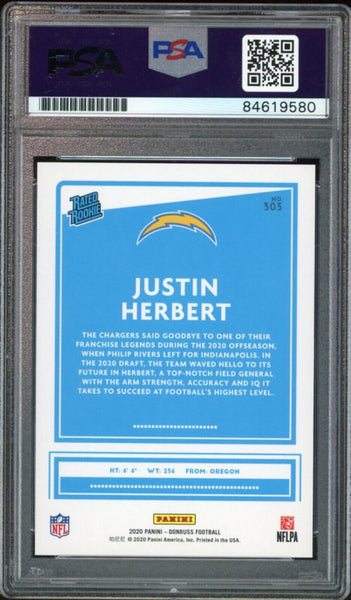 PSA
PSA
84619580
RATED ROOKIE
NO.
305
JUSTIN
HERBERT
THE CHARGERS SAID GOODBYE TO ONE OF THEIR
FRANCHISE LEGENDS DURING THE 2020 OFFSEASON,
WHEN PHILIP RIVERS LEFT FOR INDIANAPOLIS. IN
THE 2020 DRAFT, THE TEAM WAVED HELLO TO ITS
FUTURE IN HERBERT, A TOP-NOTCH FIELD GENERAL
WITH THE ARM STRENGTH, ACCURACY AND IQ IT
TAKES TO SUCCEED AT FOOTBALL'S HIGHEST LEVEL.
HT: 6' 6" WT: 236 FROM: OREGON
NFL
PANINI
NFLPA
2020 PANINI – DONRUSS FOOTBALL
帕尼尼 © 2020 Panini America, Inc. Printed in the USA.